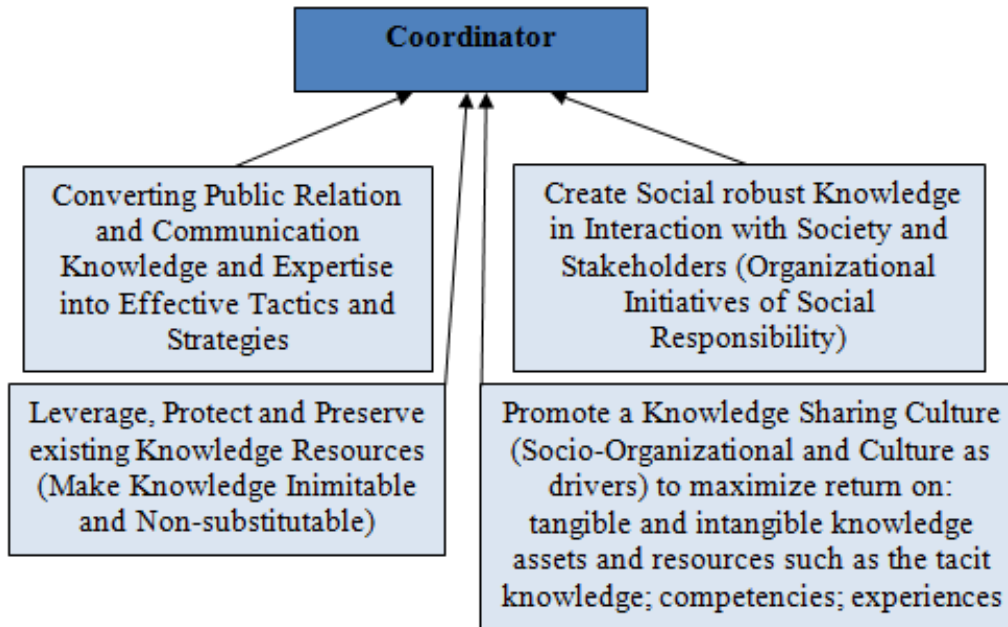 Coordinator
Converting Public Relation
and Communication
Knowledge and Expertise
into Effective Tactics and
Strategies
Create Social robust Knowledge
in Interaction with Society and
Stakeholders (Organizational
Initiatives of Social
Responsibility)
Leverage, Protect and Preserve
existing Knowledge Resources
(Make Knowledge Inimitable
and Non-substitutable)
Promote a Knowledge Sharing Culture
(Socio-Organizational and Culture as
drivers) to maximize return on:
tangible and intangible knowledge
assets and resources such as the tacit
knowledge; competencies; experiences